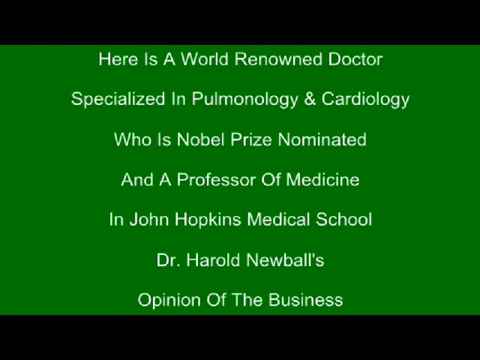 Here Is A World Renowned Doctor
Specialized In Pulmonology & Cardiology
Who Is Nobel Prize Nominated
And A Professor Of Medicine
In John Hopkins Medical School
Dr. Harold Newball's
Opinion Of The Business